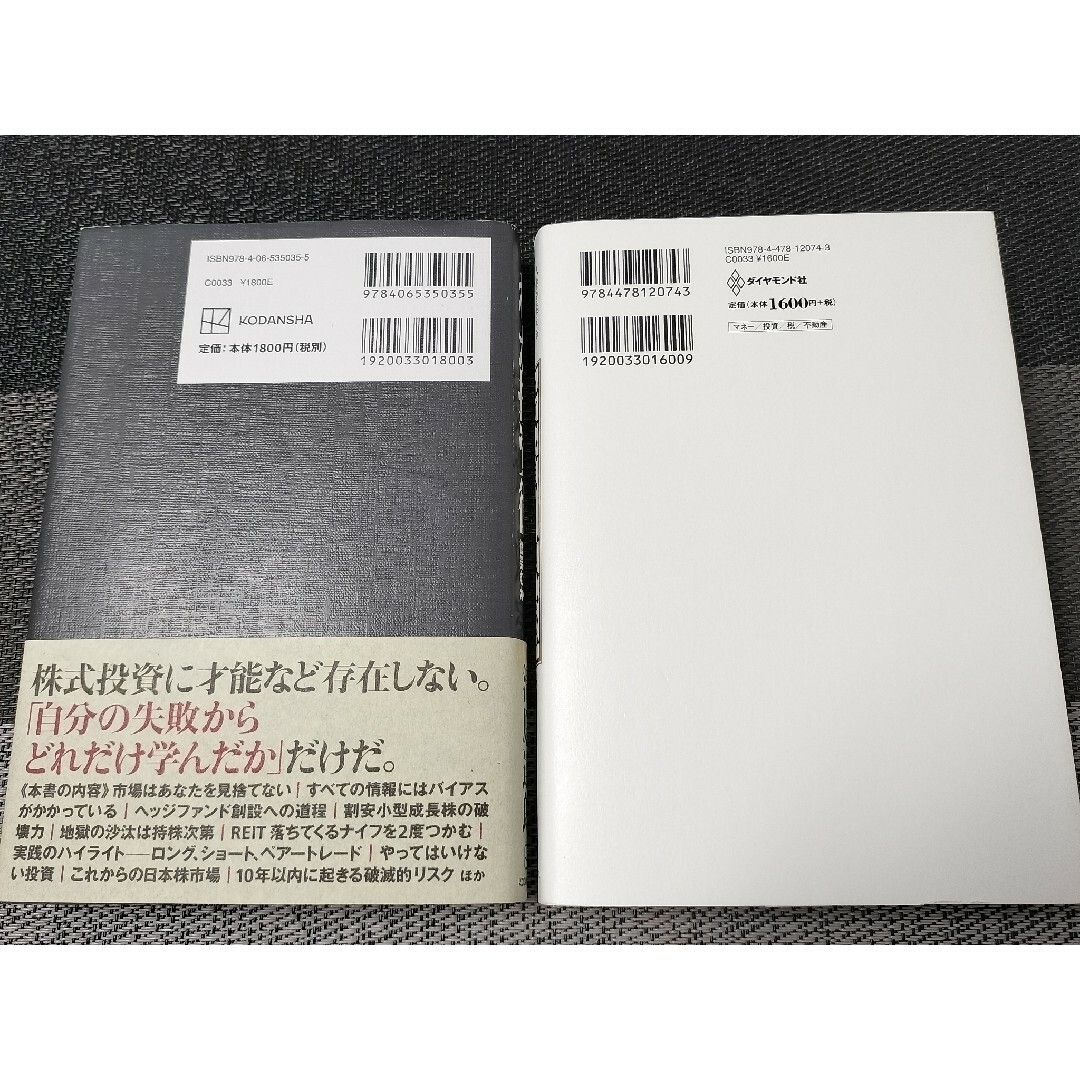 ISBN978-4-06-535035-5
C0033 ¥1800E
KODANSHA
定価:本体1800円(税別)
9784065350355
1920033018003
株式投資に才能など存在しない。
「自分の失敗から
どれだけ学んだか」だけだ。
《本書の内容》市場はあなたを見捨てない|すべての情報にはバイアス
がかかっている|ヘッジファンド創設への道程|割安小型成長株の破
壊力|地獄の沙汰は持株次第|REIT 落ちてくるナイフを2度つかむ|
実践のハイライト──ロング、ショート、ペアートレード|やってはいけな
い投資|これからの日本株市場|10年以内に起きる破滅的リスク ほか
9784478120743
1920033016009
ISBN978-4-478-12074-3
C0033 ¥1600E
ダイヤモンド社
定価(本体1600円+税)
マネー/投資/税/不動産